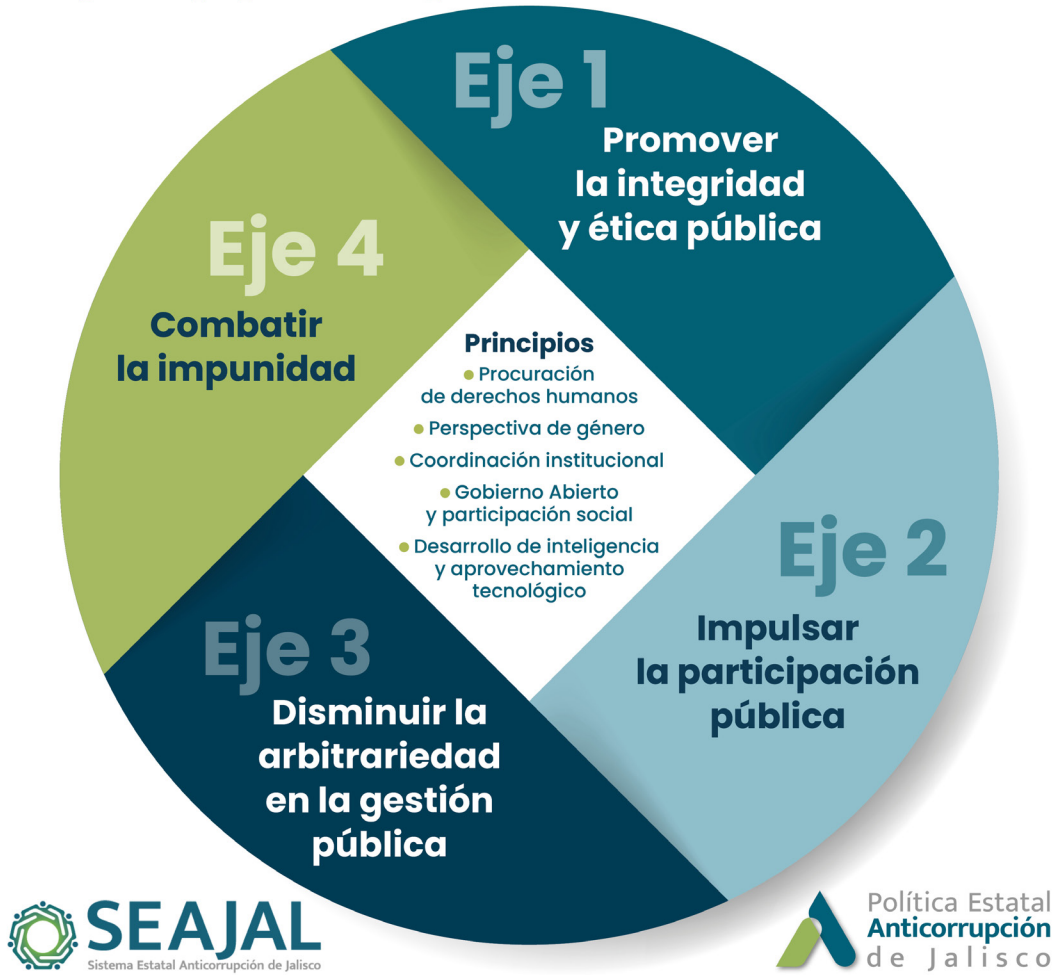 Eje 1
Promover
la integridad
y ética pública
Eje 2
Impulsar
la participación
pública
Eje 3
Disminuir la
arbitrariedad
en la gestión
pública
Eje 4
Combatir
la impunidad
Principios
Procuración
de derechos humanos
Perspectiva de género
Coordinación institucional
Gobierno Abierto
y participación social
Desarrollo de inteligencia
y aprovechamiento
tecnológico
SEAJAL
Sistema Estatal Anticorrupción de Jalisco
Política Estatal
Anticorrupción
de Jalisco